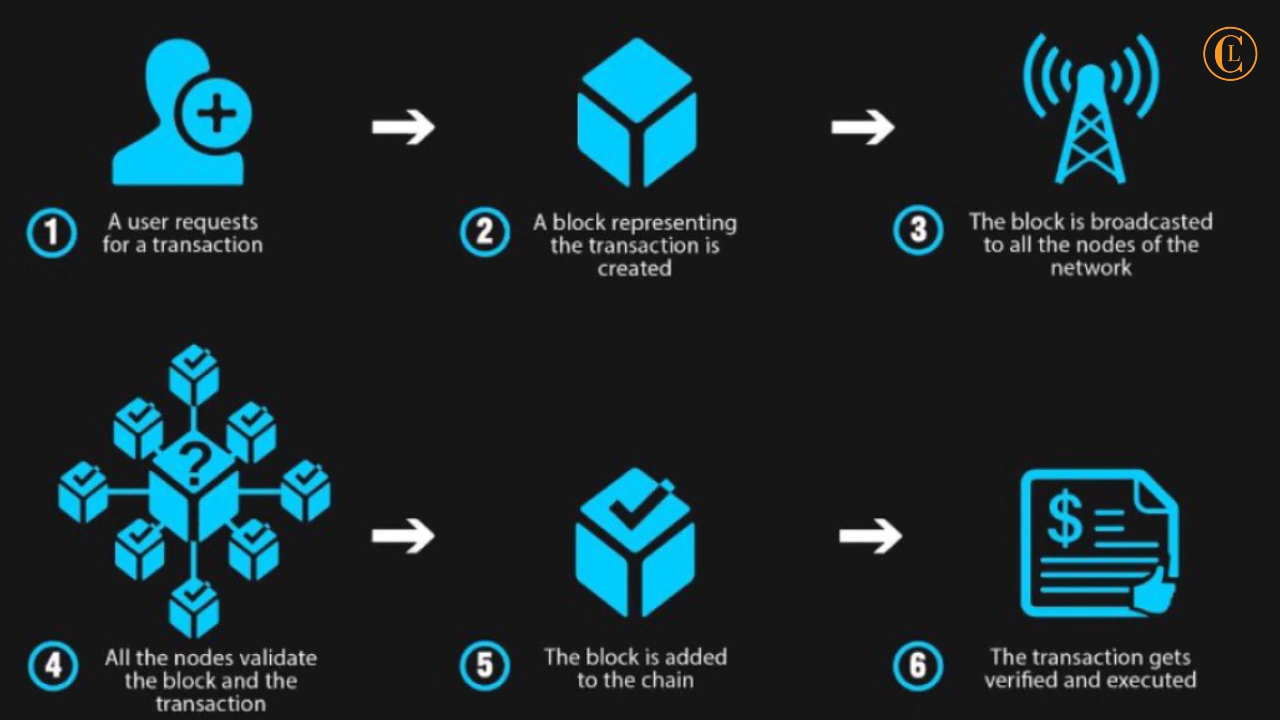 CL
1
A user requests
for a transaction
2
A block representing
the transaction is
created
3
The block is broadcasted
to all the nodes of the
network
?
4
All the nodes validate
the block and the
transaction
5
The block is added
to the chain
$
6
The transaction gets
verified and executed